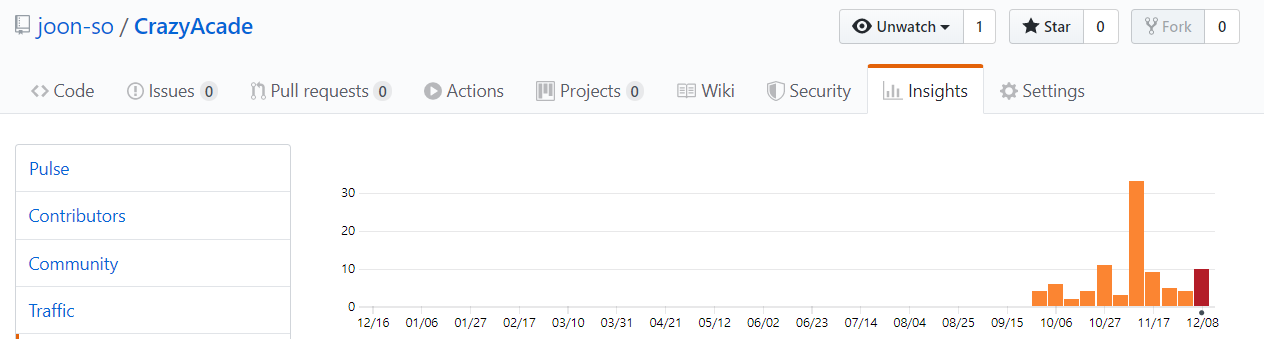 joon-so / CrazyAcade
Unwatch 1
Star 0
Fork 0
Code
Issues 0
Pull requests 0
Actions
Projects 0
Wiki
Security
Insights
Settings
Pulse
Contributors
Community
Traffic
30
20
10
0
12/16 01/06 01/27 02/17 03/10 03/31 04/21 05/12 06/02 06/23 07/14 08/04 08/25 09/15 10/06 10/27 11/17 12/08